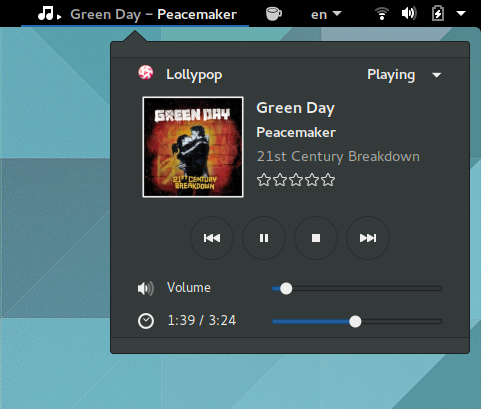 Green Day – Peacemaker
en
Lollypop
Playing
GREEN DAY
21ST CENTURY
BREAKDOWN
Green Day
Peacemaker
21st Century Breakdown
Volume
1:39 / 3:24